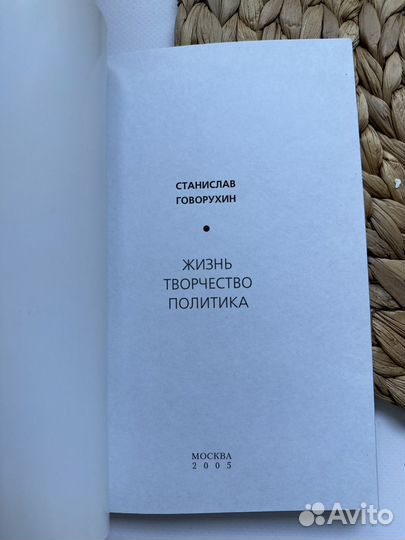 СТАНИСЛАВ
ГОВОРУХИН
ЖИЗНЬ
ТВОРЧЕСТВО
ПОЛИТИКА
МОСКВА
2005
Avito